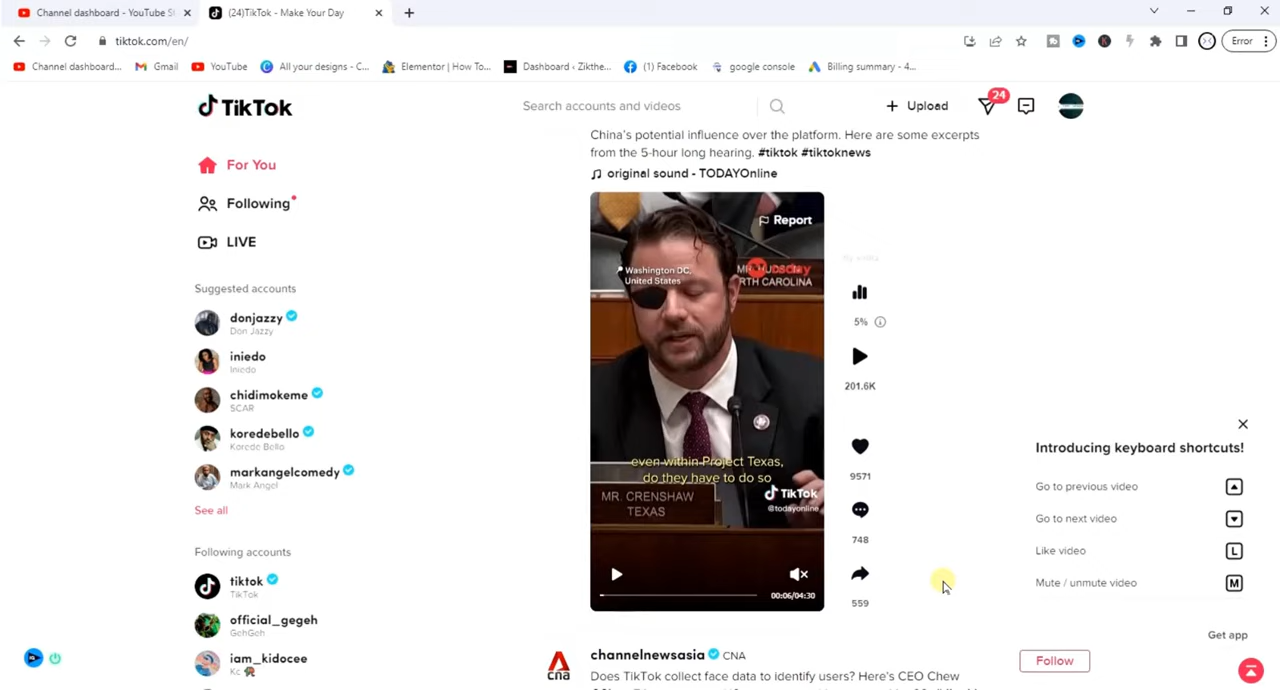 Channel dashboard - YouTube St
(24)TikTok - Make Your Day
tiktok.com/en/
Error
Channel dashboard...
Gmail
YouTube
All your designs - C...
Elementor | How To...
Dashboard ‹ Zikthe...
(1) Facebook
google console
Billing summary - 4...
TikTok
Search accounts and videos
Upload
24
For You
Following
LIVE
Suggested accounts
donjazzy
Don Jazzy
iniedo
Iniedo
chidimokeme
SCAR
koredebello
Korede Bello
markangelcomedy
Mark Angel
See all
Following accounts
tiktok
TikTok
official_gegeh
GehGeh
iam_kidocee
Kc
China's potential influence over the platform. Here are some excerpts
from the 5-hour long hearing. #tiktok #tiktoknews
original sound - TODAYOnline
Report
Washington DC,
United States
RTH CAROLINA
even within Project Texas,
do they have to do so
MR. CRENSHAW
TEXAS
TikTok
@todayonline
00:06/04:30
5%
201.6K
9571
748
559
Introducing keyboard shortcuts!
Go to previous video
Go to next video
Like video
L
Mute / unmute video
M
Get app
CNA
channelnewsasia CNA
Follow
Does TikTok collect face data to identify users? Here's CEO Chew